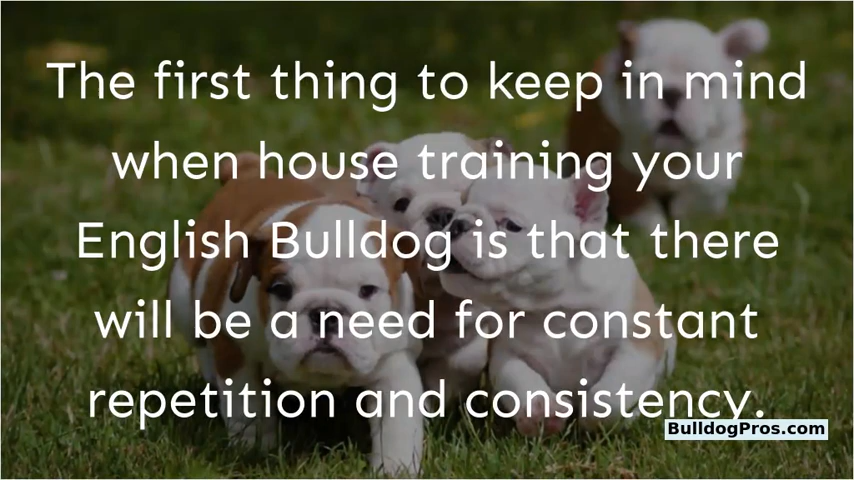 The first thing to keep in mind
when house training your
English Bulldog is that there
will be a need for constant
repetition and consistency.
BulldogPros.com